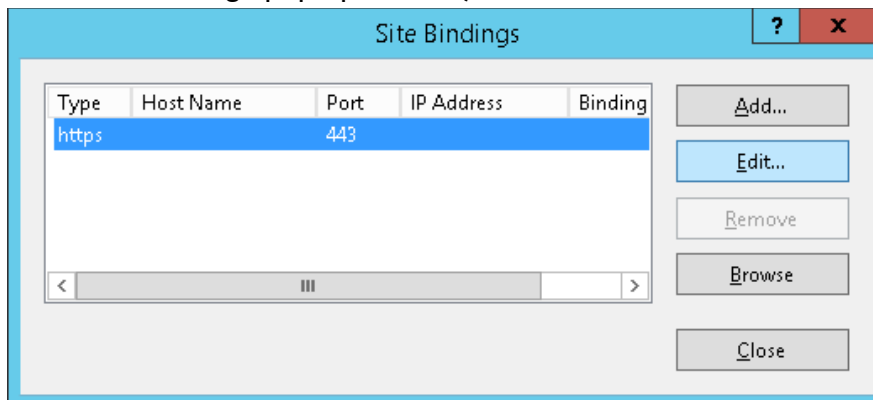 Site Bindings ? x
Type Host Name Port IP Address Binding
https 443
Add...
Edit...
Remove
Browse
Close